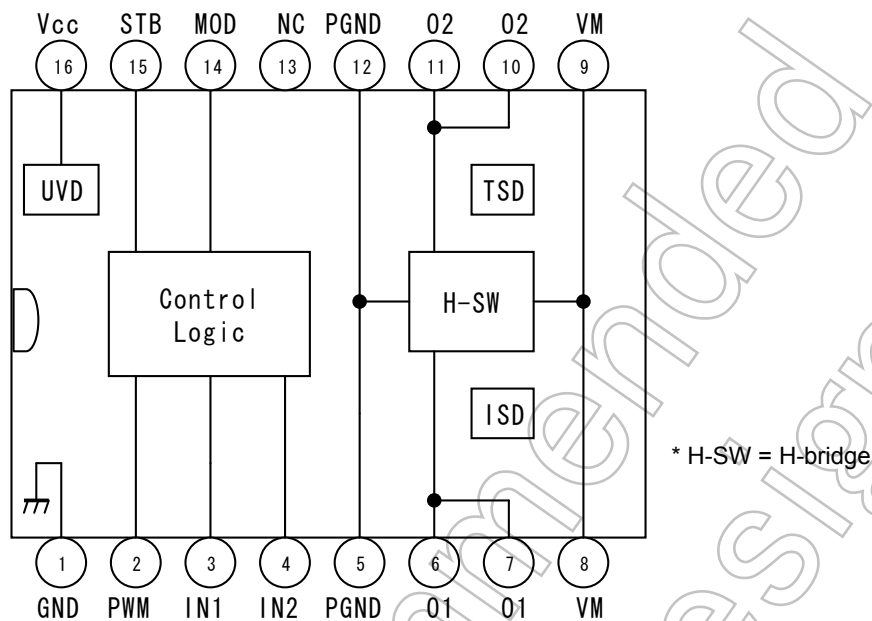 Vcc STB MOD NC PGND O2 O2 VM
16 15 14 13 12 11 10 9
UVD TSD
Control
Logic
H-SW
ISD
* H-SW = H-bridge
1 2 3 4 5 6 7 8
GND PWM IN1 IN2 PGND O1 O1 VM